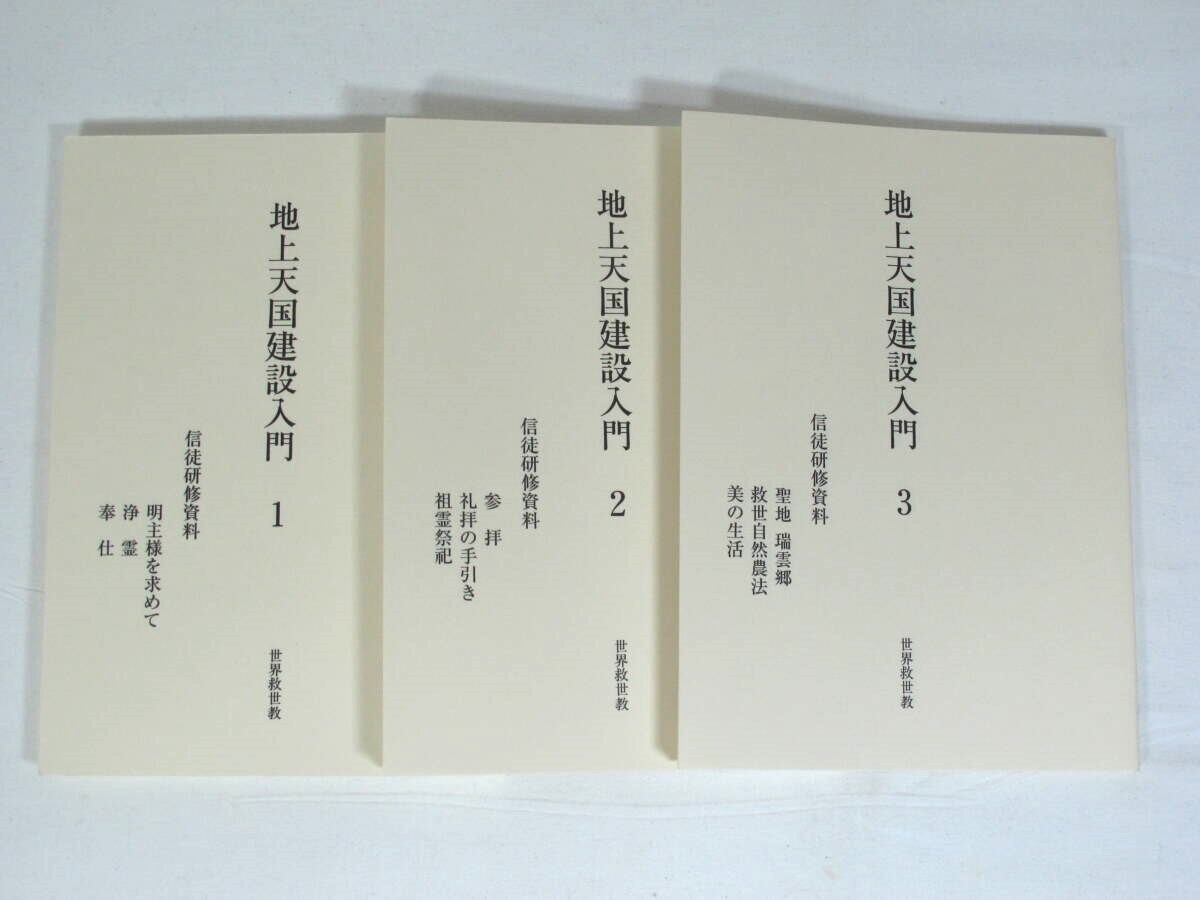 地上天国建設入門 1
信徒研修資料
明主様を求めて
浄霊
奉仕
世界救世教
地上天国建設入門 2
信徒研修資料
参拝
礼拝の手引き
祖霊祭祀
世界救世教
地上天国建設入門 3
信徒研修資料
聖地 瑞雲郷
救世自然農法
美の生活
世界救世教